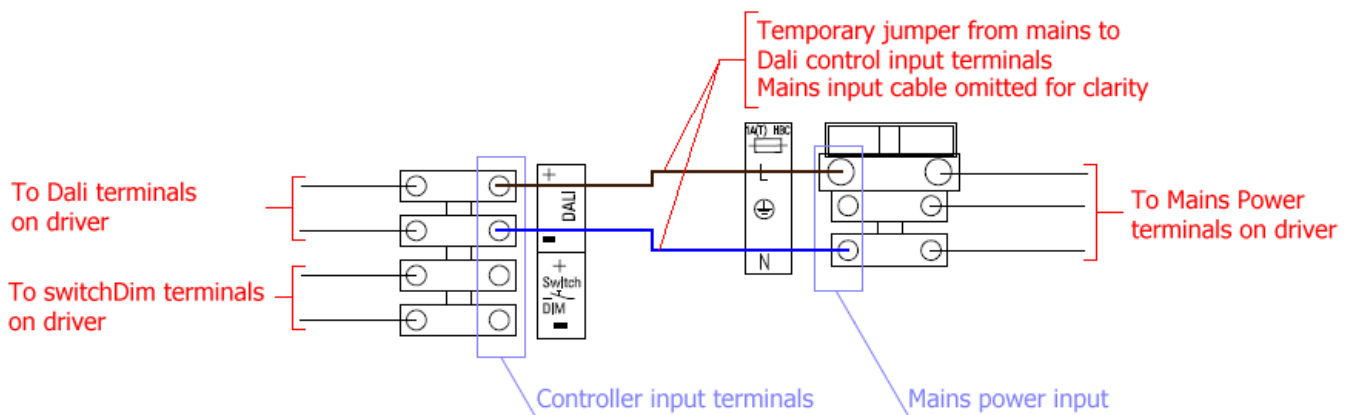 Temporary jumper from mains to
Dali control input terminals
Mains input cable omitted for clarity
1A(T) HBC
To Dali terminals
on driver
+
DALI
-
L
N
To Mains Power
terminals on driver
To switchDim terminals
on driver
+
Switch
DIM
-
Controller input terminals
Mains power input